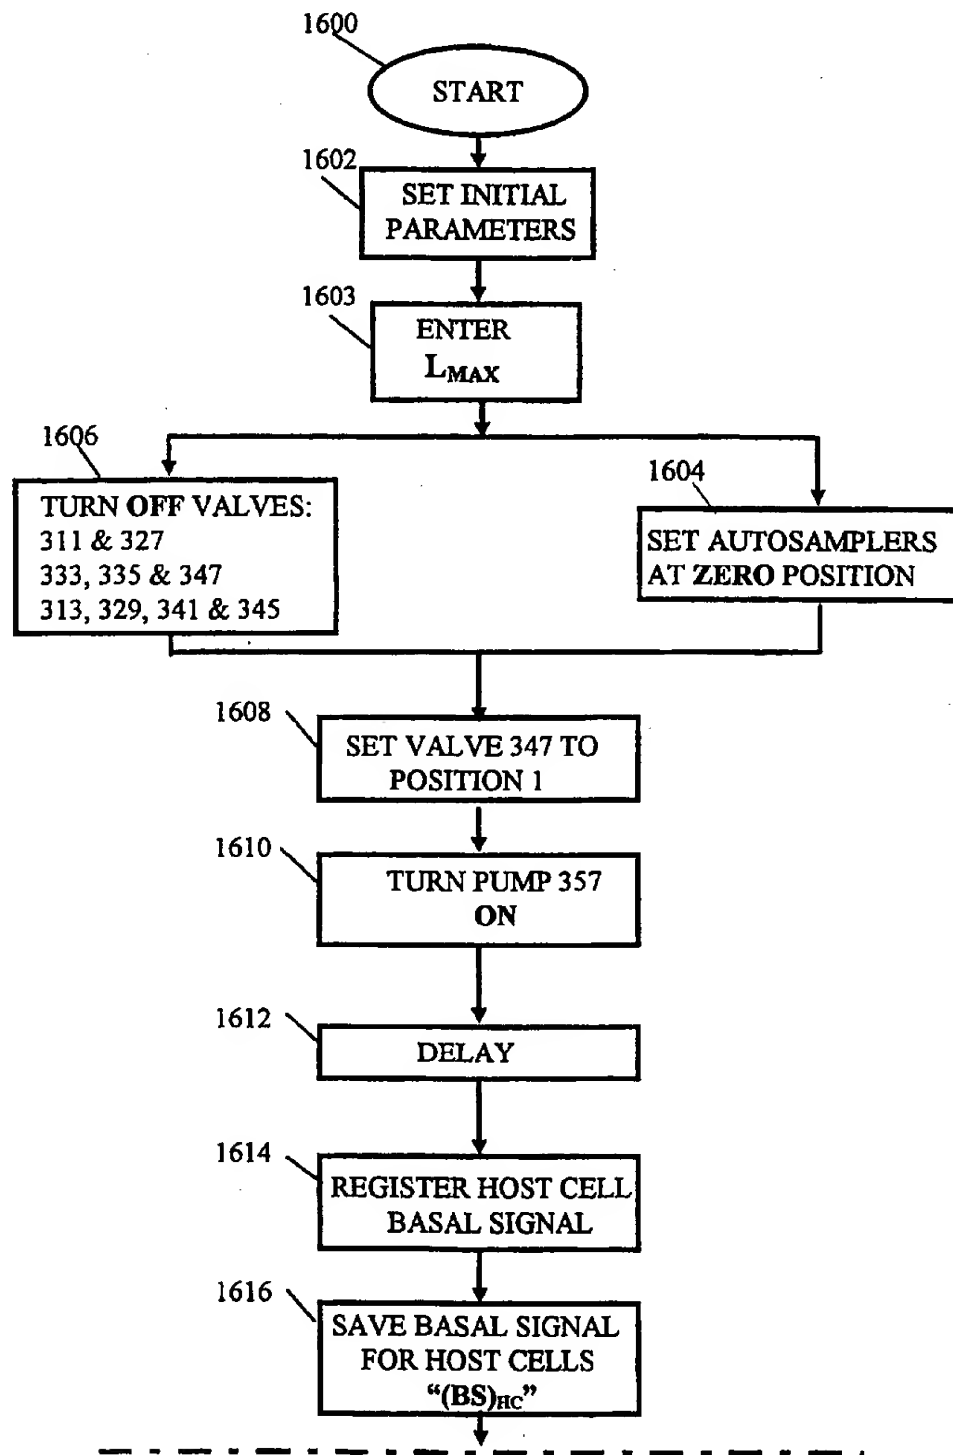 1600
START
1602
SET INITIAL
PARAMETERS
1603
ENTER
LMAX
1606
TURN OFF VALVES:
311 & 327
333, 335 & 347
313, 329, 341 & 345
1604
SET AUTOSAMPLERS
AT ZERO POSITION
1608
SET VALVE 347 TO
POSITION 1
1610
TURN PUMP 357
ON
1612
DELAY
1614
REGISTER HOST CELL
BASAL SIGNAL
1616
SAVE BASAL SIGNAL
FOR HOST CELLS
“(BS)HC”